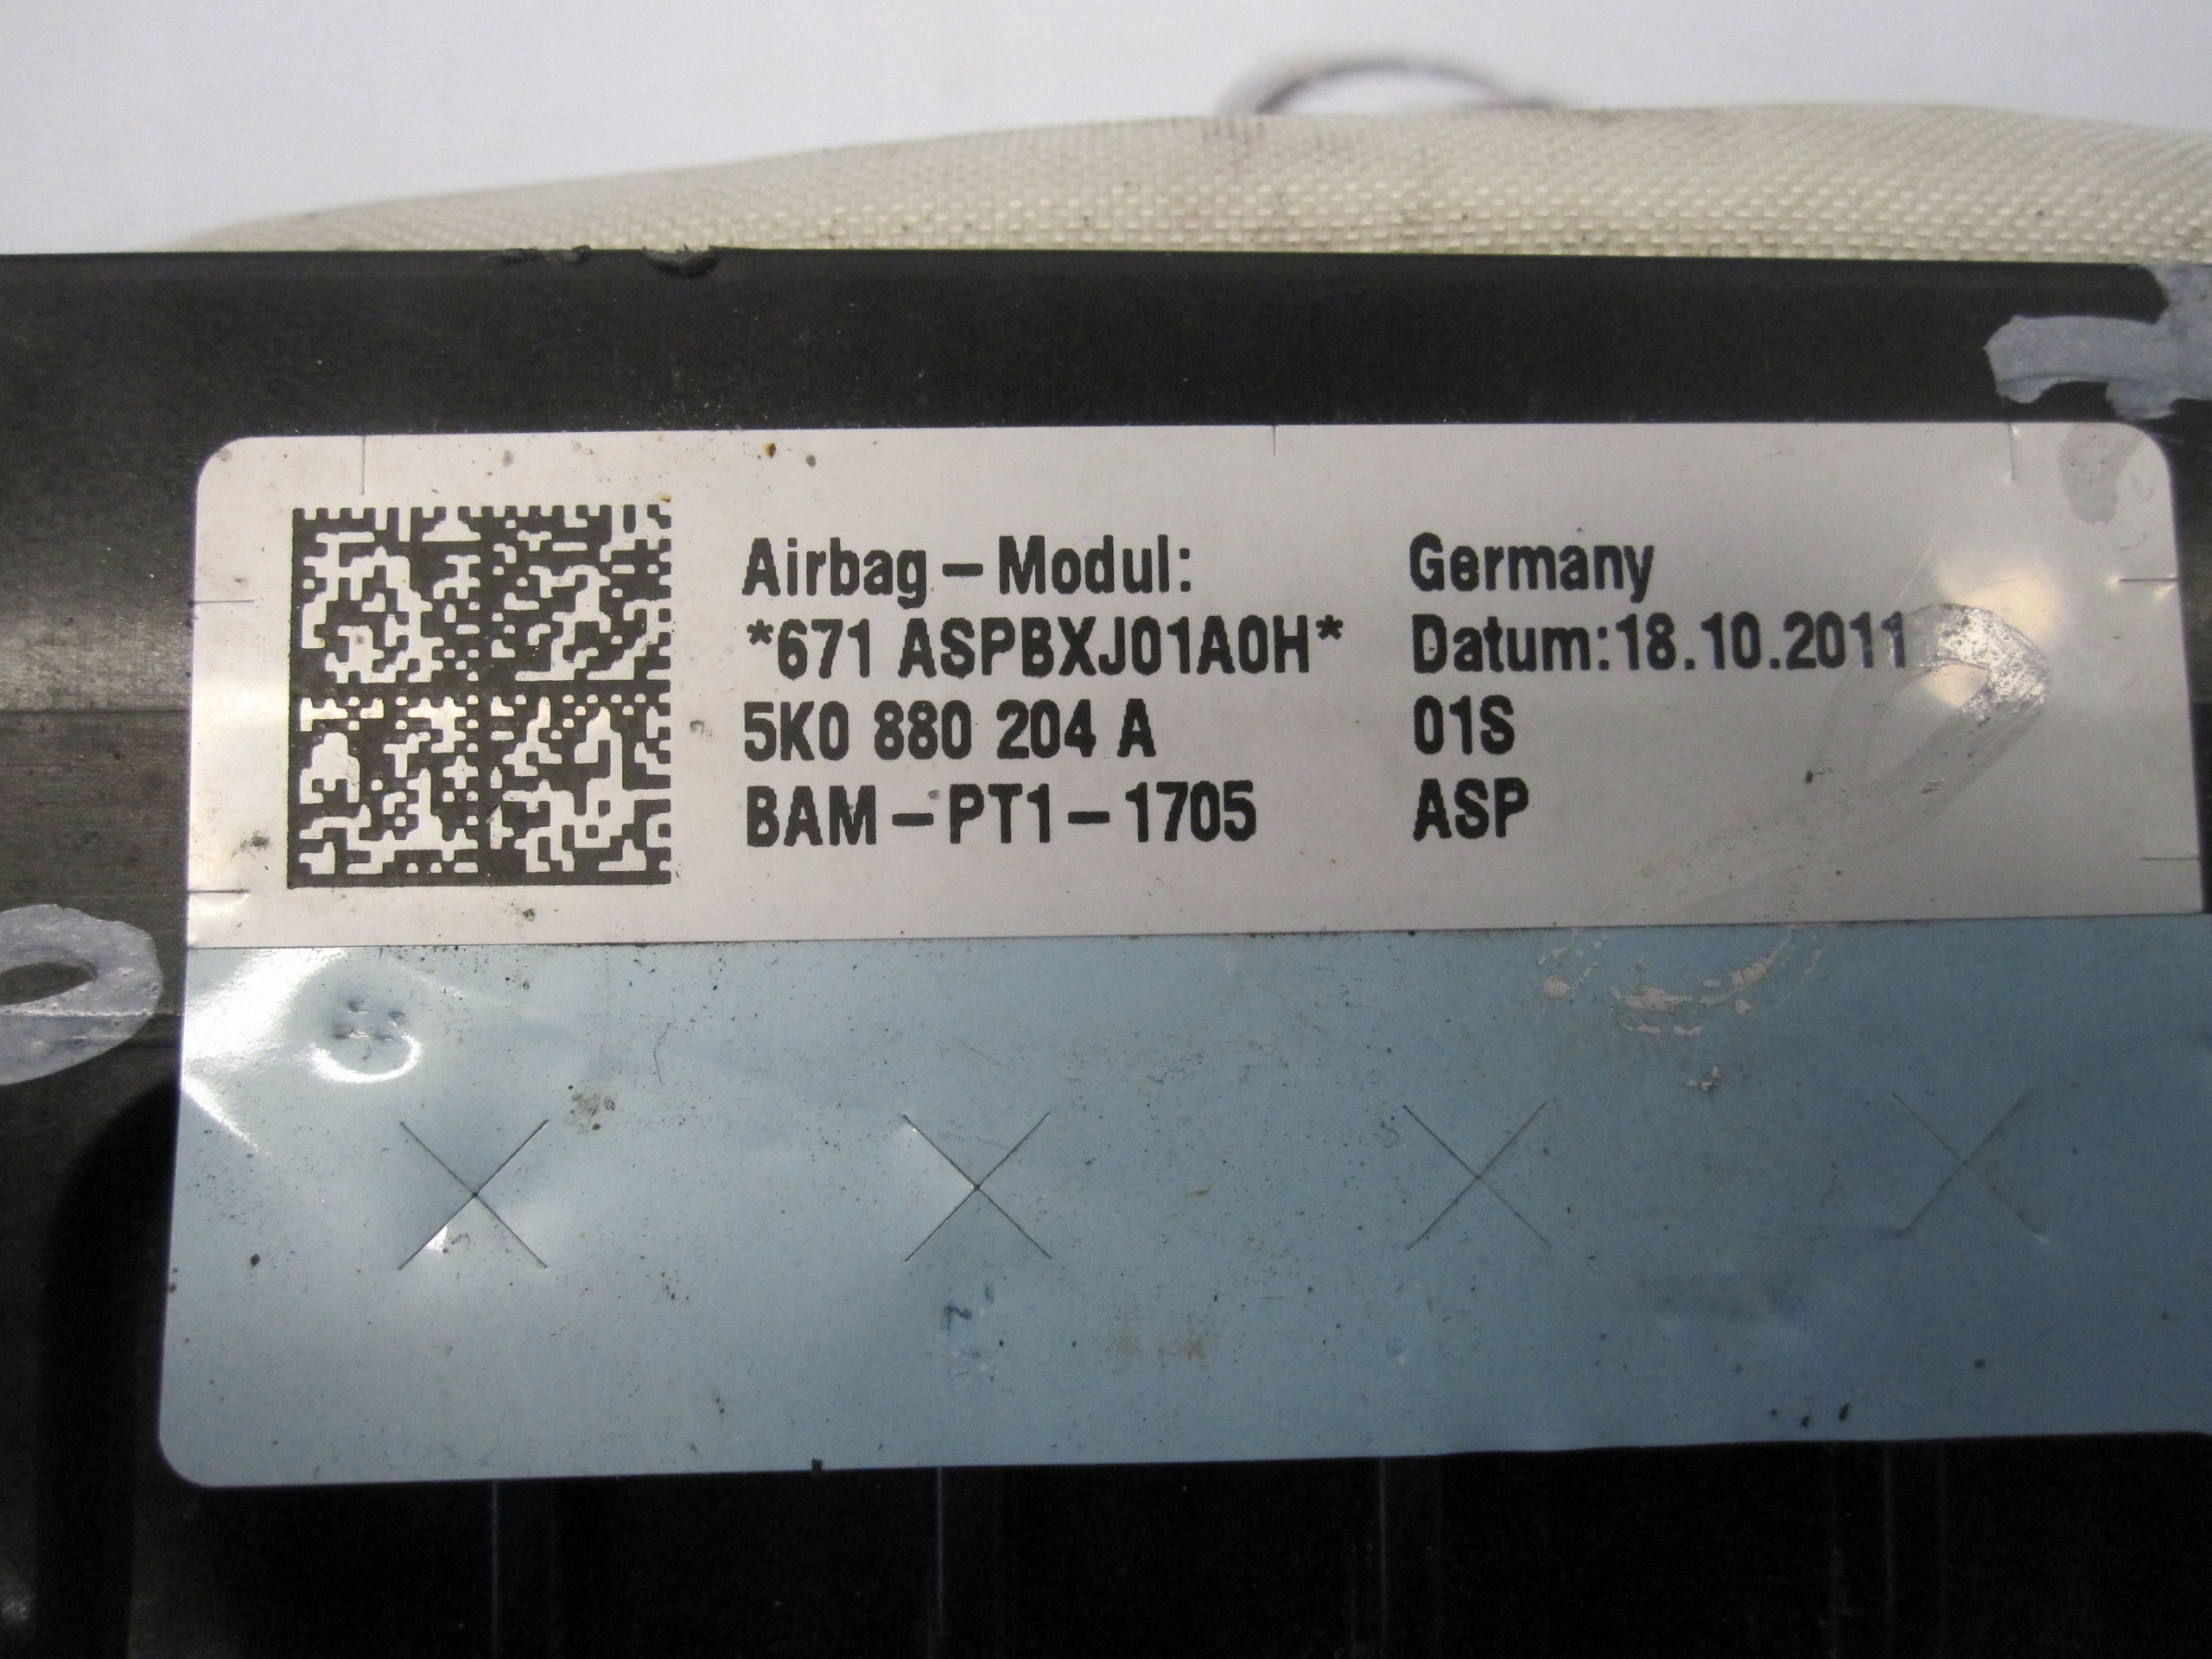 Airbag-Modul:
*671 ASPBXJ01A0H*
5K0 880 204 A
BAM-PT1-1705
Germany
Datum:18.10.2011
01S
ASP